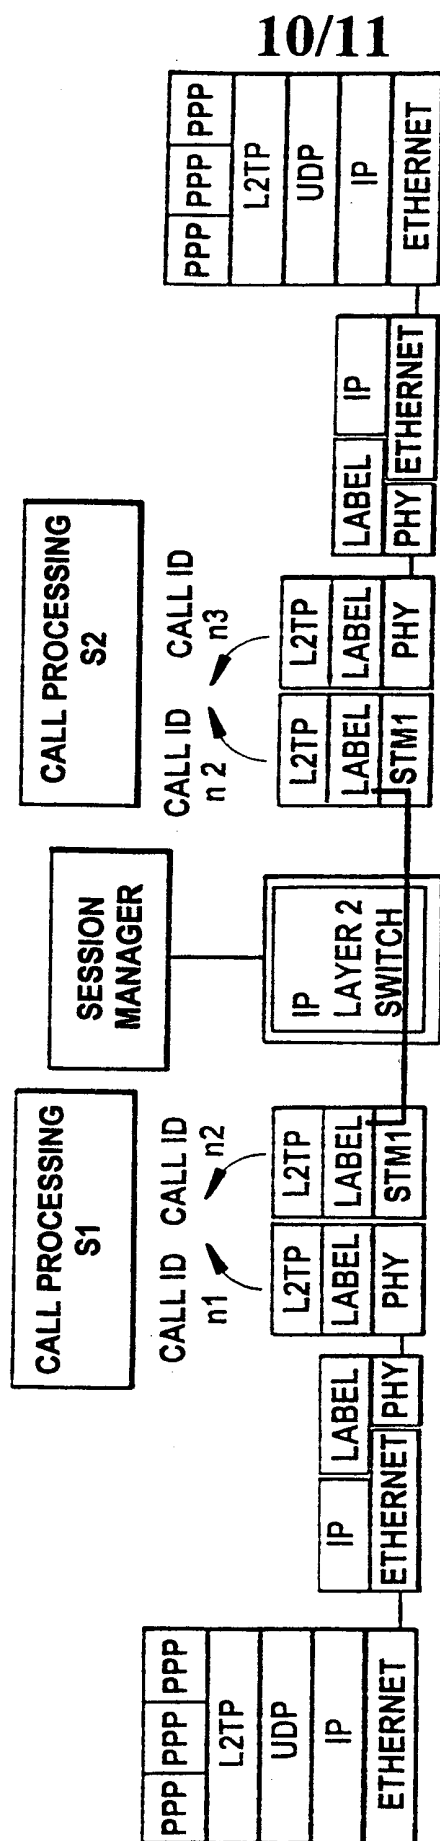 10/11
CALL PROCESSING
S1
SESSION
MANAGER
CALL PROCESSING
S2
CALL ID
n1
CALL ID
n2
CALL ID
n 2
CALL ID
n3
PPP PPP PPP
L2TP
UDP
IP
ETHERNET
IP
LABEL
ETHERNET
PHY
L2TP
LABEL
PHY
L2TP
LABEL
STM1
IP
LAYER 2
SWITCH
L2TP
LABEL
STM1
L2TP
LABEL
PHY
LABEL
IP
PHY
ETHERNET
PPP PPP PPP
L2TP
UDP
IP
ETHERNET